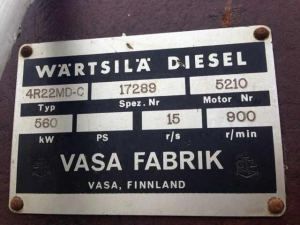 WÄRTSILÄ DIESEL
4R22MD-C 17289 5210
Typ Spez. Nr Motor Nr
560 15 900
kW PS r/s r/min
VASA FABRIK
VASA, FINNLAND